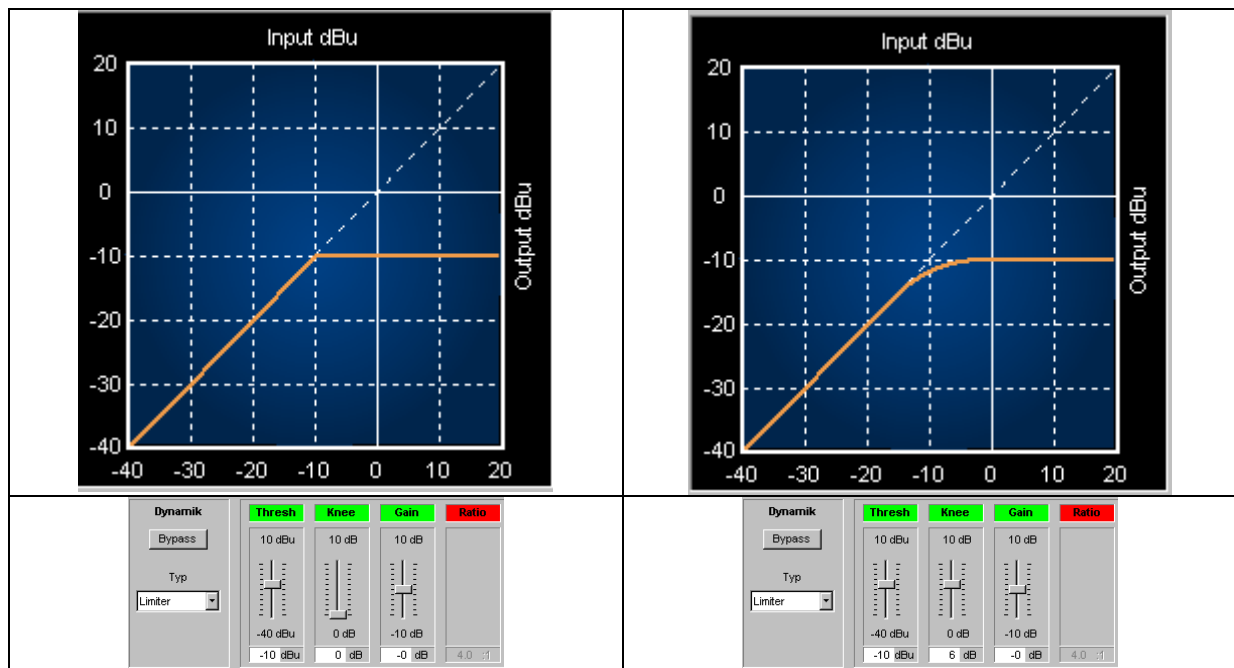 Input dBu
20
10
0
-10
-20
-30
-40
Output dBu
-40 -30 -20 -10 0 10 20
Input dBu
20
10
0
-10
-20
-30
-40
Output dBu
-40 -30 -20 -10 0 10 20
Dynamik Thresh Knee Gain Ratio
Bypass 10 dBu 10 dB 10 dB
Typ
Limiter
-40 dBu 0 dB -10 dB
-10 dBu 0 dB -0 dB 4.0 :1
Dynamik Thresh Knee Gain Ratio
Bypass 10 dBu 10 dB 10 dB
Typ
Limiter
-40 dBu 0 dB -10 dB
-10 dBu 6 dB -0 dB 4.0 :1